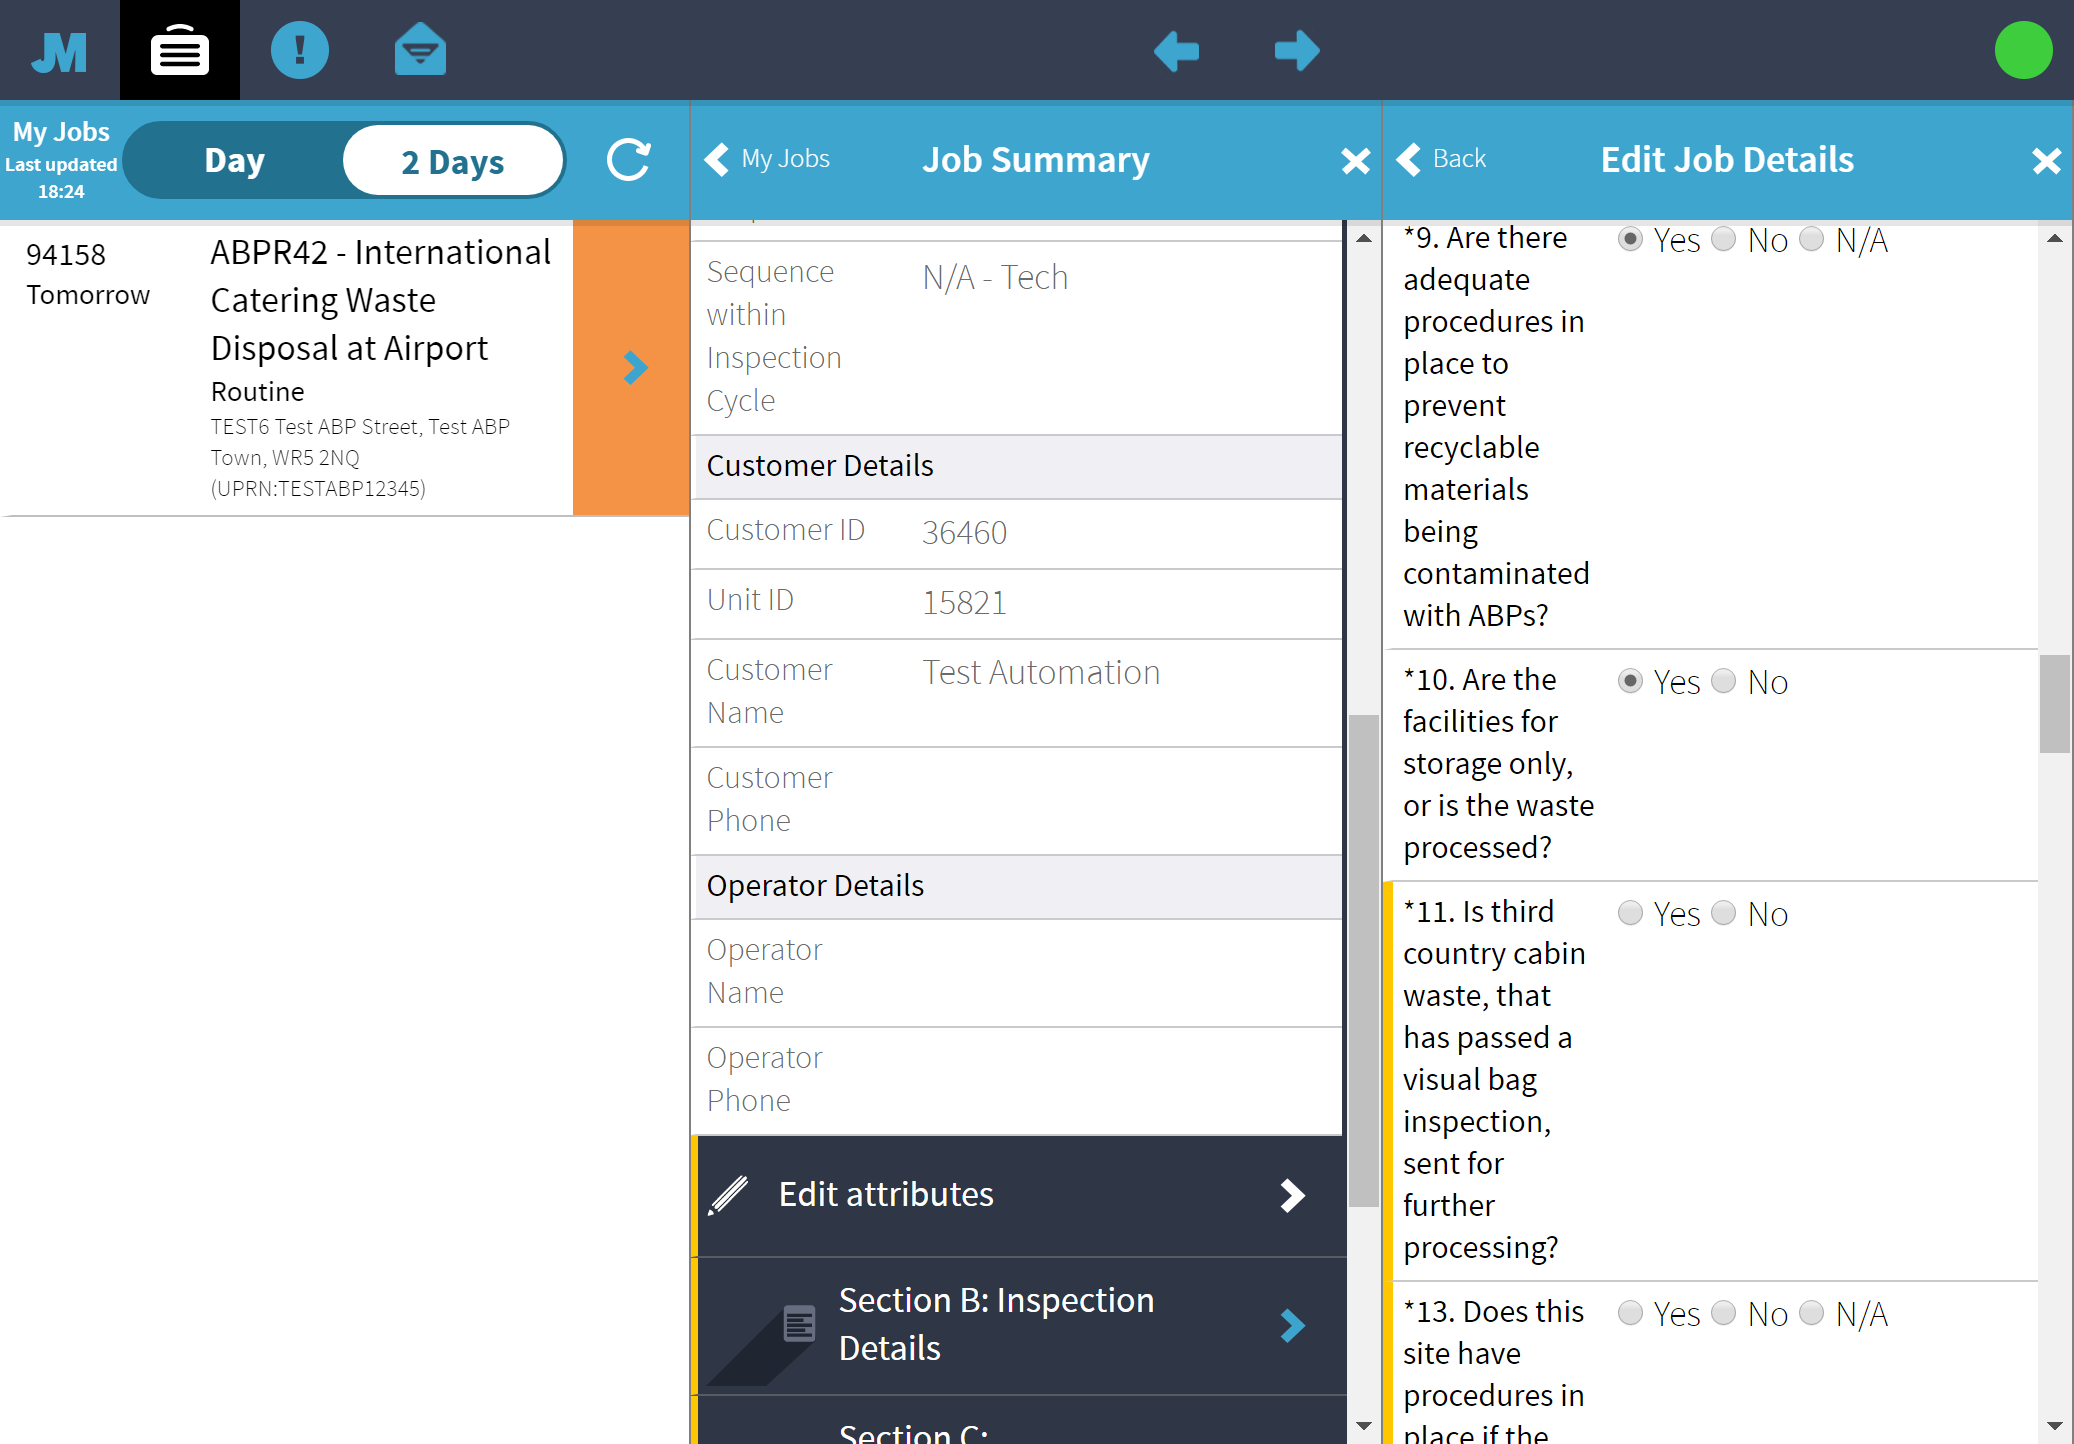 JM
My Jobs
Last updated
18:24
Day
2 Days
My Jobs
Job Summary
Back
Edit Job Details
94158
Tomorrow
ABPR42 - International
Catering Waste
Disposal at Airport
Routine
TEST6 Test ABP Street, Test ABP
Town, WR5 2NQ
(UPRN:TESTABP12345)
Sequence
within
Inspection
Cycle
N/A - Tech
Customer Details
Customer ID
36460
Unit ID
15821
Customer
Name
Test Automation
Customer
Phone
Operator Details
Operator
Name
Operator
Phone
Edit attributes
Section B: Inspection
Details
Section C:
*9. Are there
adequate
procedures in
place to
prevent
recyclable
materials
being
contaminated
with ABPs?
Yes No N/A
*10. Are the
facilities for
storage only,
or is the waste
processed?
Yes No
*11. Is third
country cabin
waste, that
has passed a
visual bag
inspection,
sent for
further
processing?
Yes No
*13. Does this
site have
procedures in
place if the
Yes No N/A